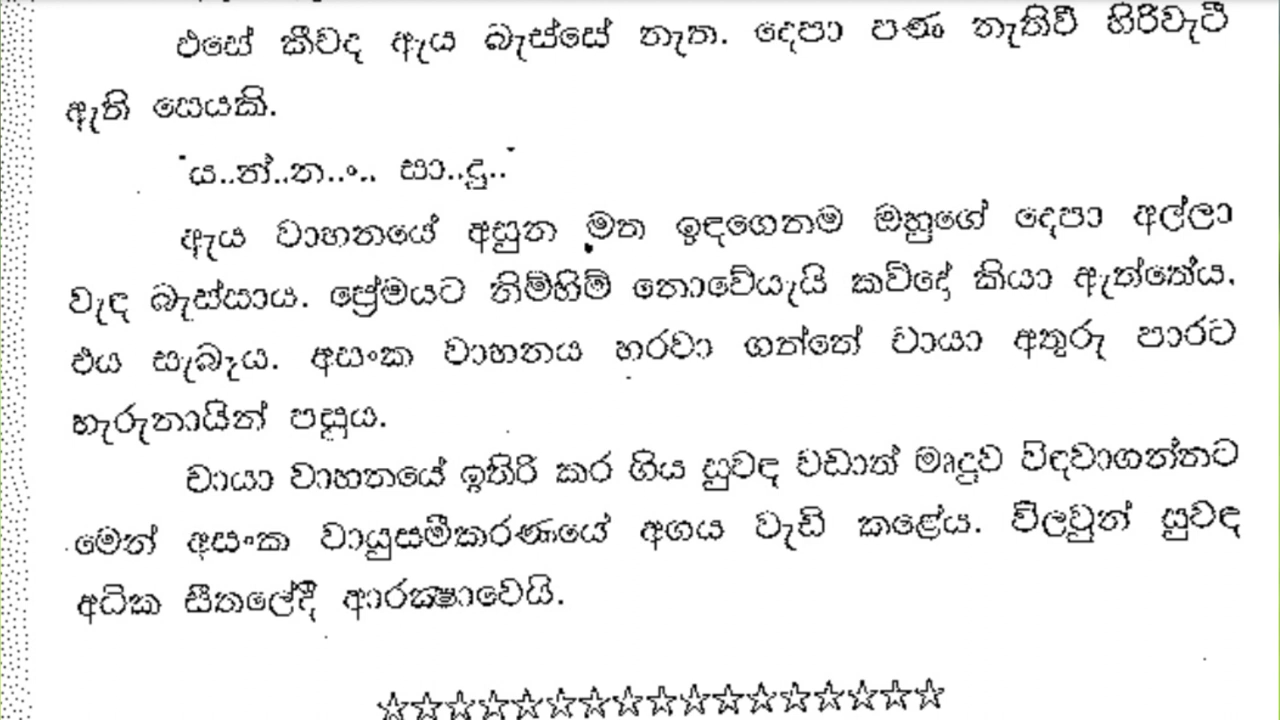 එසේ කීවද ඇය බැස්සේ නැත. දෙපා පණ නැතිවී හිරිවැටී
ඇති සෙයකි.
"ය..න්..ත..ං.. සා..දු.."
ඇය වාහනයේ අසුන මත ඉඳගෙනම ඔහුගේ දෙපා අල්ලා
වැඳ බැස්සාය. ප්‍රේමයට නිම්හිම් නොවේයැයි කව්දෝ කියා ඇත්තේය.
එය සැබෑය. අසංක වාහනය හරවා ගත්තේ චායා අතුරු පාරට
හැරුනායින් පසුය.
චායා වාහනයේ ඉතිරි කර ගිය සුවඳ වඩාත් මෘදුව විඳවාගන්නට
මෙන් අසංක වායුසමීකරණයේ අගය වැඩි කළේය. විලවුන් සුවඳ
අධික සීතලේදී ආරක්‍ෂාවෙයි.
☆☆☆☆☆☆☆☆☆☆☆☆☆☆☆☆☆